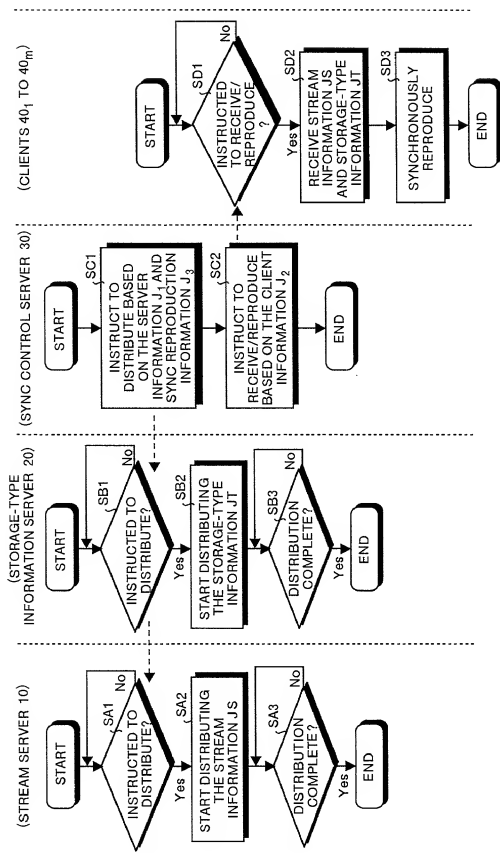 (STREAM SERVER 10)
START
SA1
INSTRUCTED TO
DISTRIBUTE?
No
Yes
SA2
START DISTRIBUTING
THE STREAM
INFORMATION JS
SA3
DISTRIBUTION
COMPLETE?
No
Yes
END
(STORAGE-TYPE
INFORMATION SERVER 20)
START
SB1
INSTRUCTED TO
DISTRIBUTE?
No
Yes
SB2
START DISTRIBUTING
THE STORAGE-TYPE
INFORMATION JT
SB3
DISTRIBUTION
COMPLETE?
No
Yes
END
(SYNC CONTROL SERVER 30)
START
SC1
INSTRUCT TO
DISTRIBUTE BASED
ON THE SERVER
INFORMATION J₁ AND
SYNC REPRODUCTION
INFORMATION J₃
SC2
INSTRUCT TO
RECEIVE/REPRODUCE
BASED ON THE CLIENT
INFORMATION J₂
END
(CLIENTS 40₁ TO 40ₘ)
START
SD1
INSTRUCTED
TO RECEIVE/
REPRODUCE
?
No
Yes
SD2
RECEIVE STREAM
INFORMATION JS
AND STORAGE-TYPE
INFORMATION JT
SD3
SYNCHRONOUSLY
REPRODUCE
END